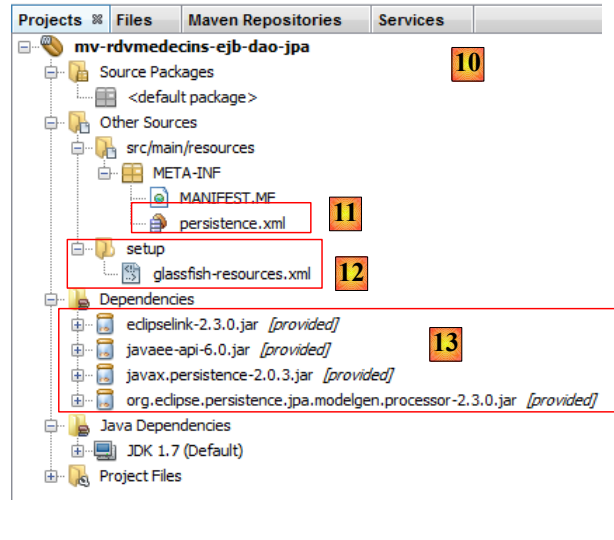 Projects Files Maven Repositories Services
mv-rdvmedecins-ejb-dao-jpa
10
Source Packages
<default package>
Other Sources
src/main/resources
META-INF
MANIFEST.MF
persistence.xml
11
setup
glassfish-resources.xml
12
Dependencies
eclipselink-2.3.0.jar [provided]
13
javaee-api-6.0.jar [provided]
javax.persistence-2.0.3.jar [provided]
org.eclipse.persistence.jpa.modelgen.processor-2.3.0.jar [provided]
Java Dependencies
JDK 1.7 (Default)
Project Files